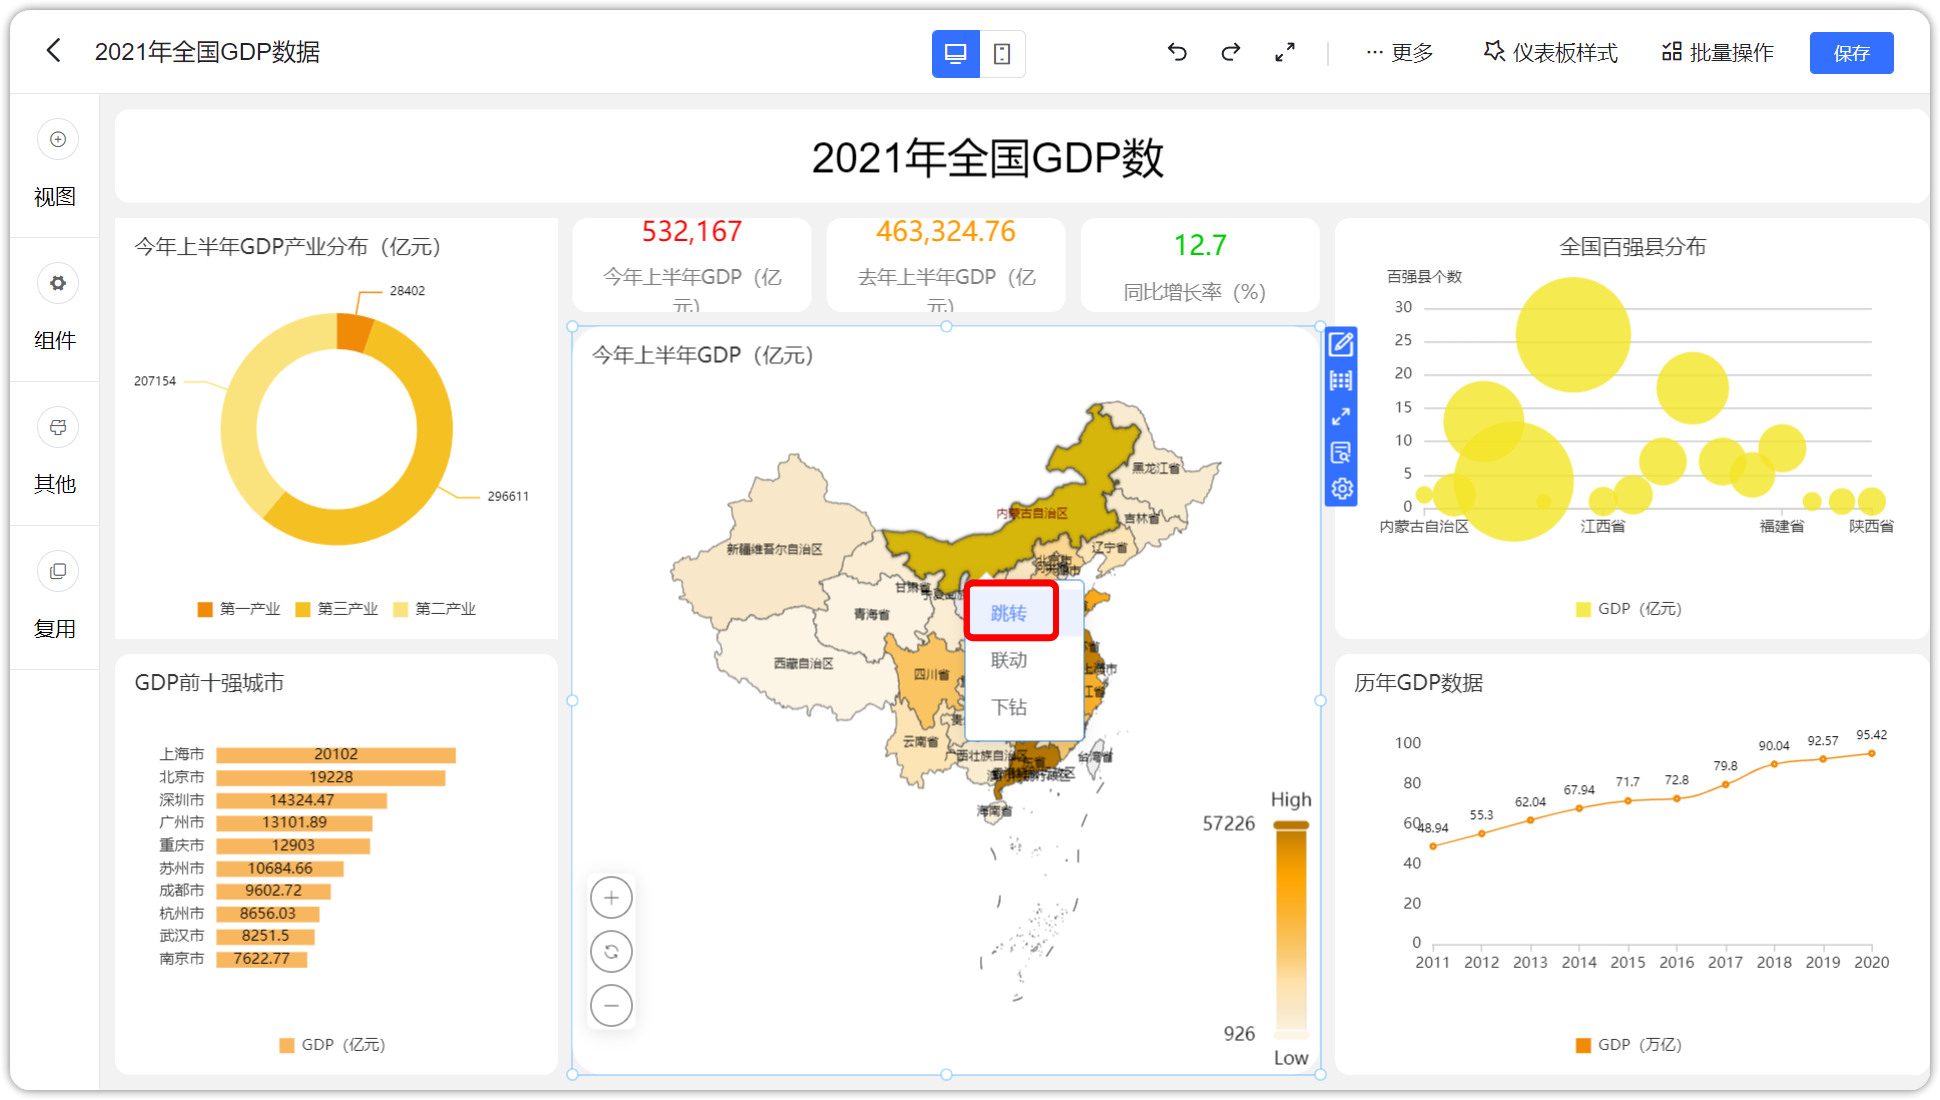 2021年全国GDP数据
更多
仪表板样式
批量操作
保存
视图
组件
其他
复用
2021年全国GDP数
今年上半年GDP产业分布（亿元）
28402
207154
296611
第一产业
第三产业
第二产业
532,167
今年上半年GDP（亿
元）
463,324.76
去年上半年GDP（亿
元）
12.7
同比增长率（%）
今年上半年GDP（亿元）
黑龙江省
内蒙古自治区
吉林省
辽宁省
新疆维吾尔自治区
甘肃省
青海省
西藏自治区
四川省
云南省
广西壮族自治区
台湾省
海南省
上海市
跳转
联动
下钻
High
57226
926
Low
全国百强县分布
百强县个数
30
25
20
15
10
5
0
内蒙古自治区
江西省
福建省
陕西省
GDP（亿元）
GDP前十强城市
上海市 20102
北京市 19228
深圳市 14324.47
广州市 13101.89
重庆市 12903
苏州市 10684.66
成都市 9602.72
杭州市 8656.03
武汉市 8251.5
南京市 7622.77
GDP（亿元）
历年GDP数据
100
80
60
40
20
0
48.94
55.3
62.04
67.94
71.7
72.8
79.8
90.04
92.57
95.42
2011 2012 2013 2014 2015 2016 2017 2018 2019 2020
GDP（万亿）